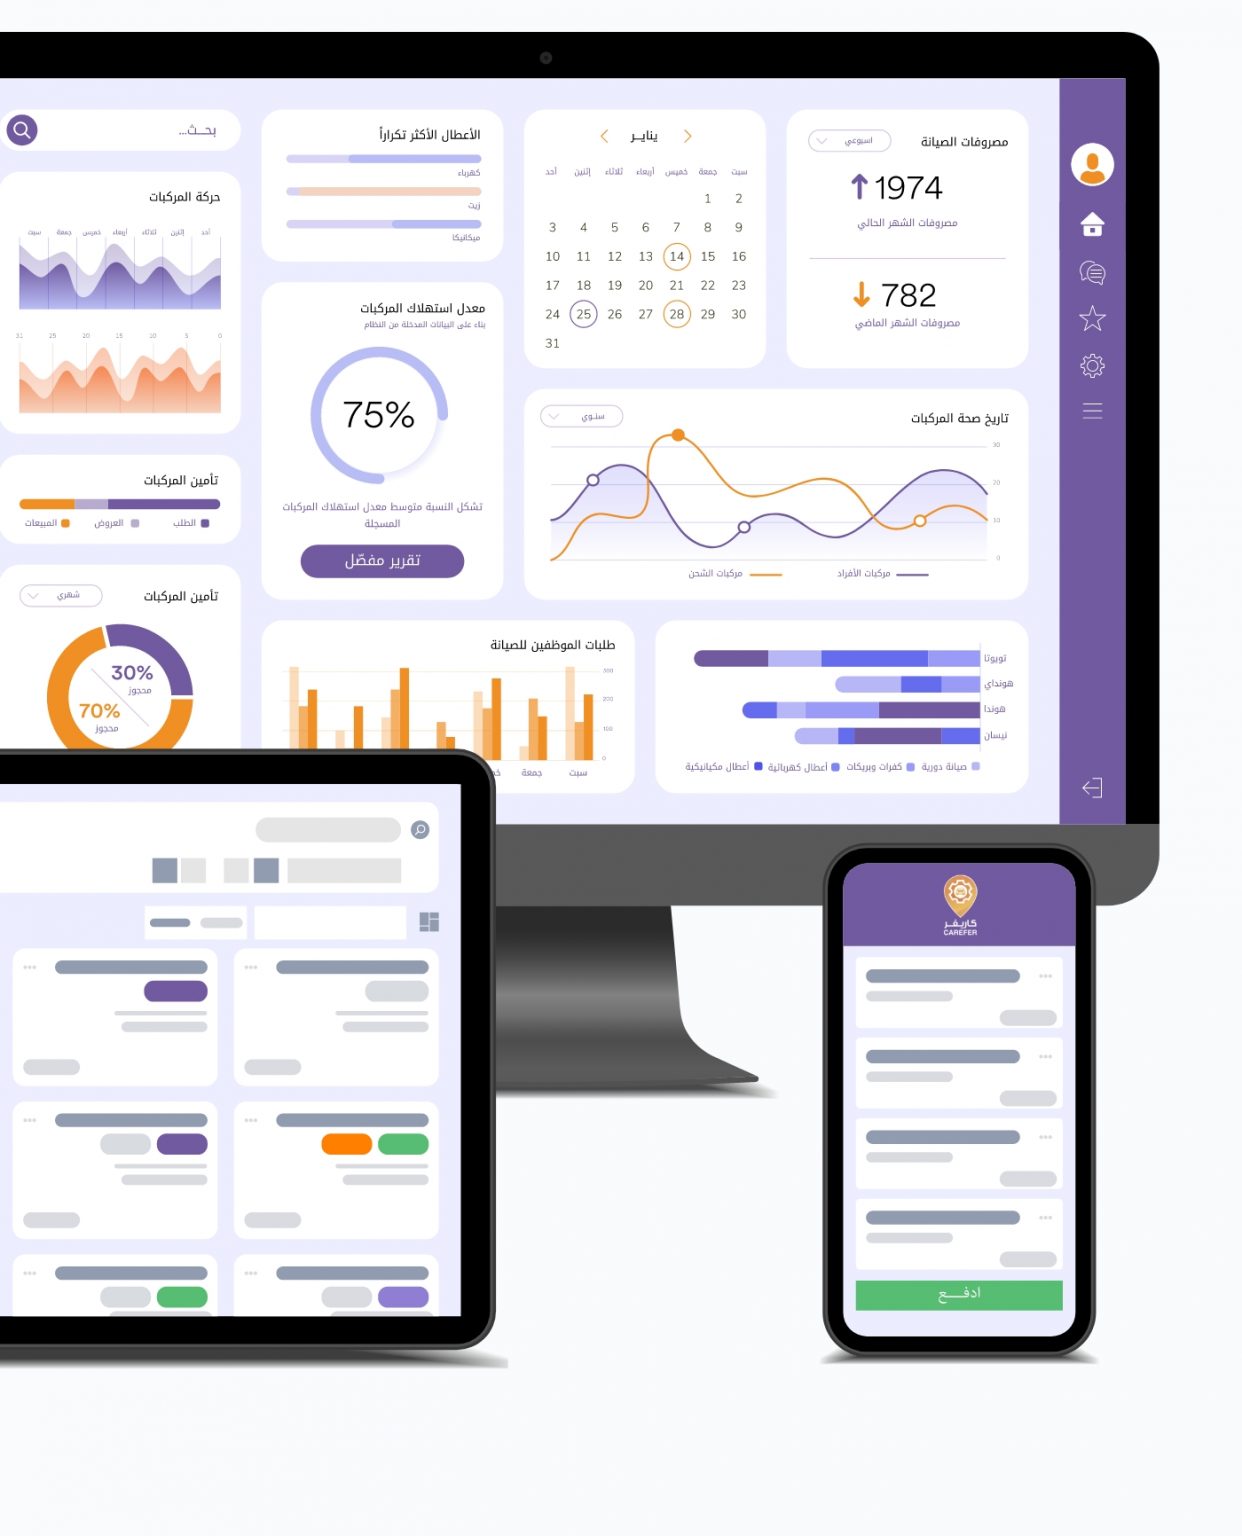 مصروفات الصيانة
اسبوعي
1974
مصروفات الشهر الحالي
782
مصروفات الشهر الماضي
ينايـر
سبت جمعة خميس أربعاء ثلاثاء إثنين أحد
1 2
3 4 5 6 7 8 9
10 11 12 13 14 15 16
17 18 19 20 21 22 23
24 25 26 27 28 29 30
31
الأعطال الأكثر تكراراً
كهرباء
زيت
ميكانيكا
بحـث...
حركة المركبات
أحد إثنين ثلاثاء أربعاء خميس جمعة سبت
31 25 20 15 10 5 0
معدل استهلاك المركبات
بناء على البيانات المدخلة من النظام
75%
تشكل النسبة متوسط معدل استهلاك المركبات
المسجلة
تقرير مفصّل
تاريخ صحة المركبات
سنوي
30
20
10
0
مركبات الأفراد
مركبات الشحن
تأمين المركبات
الطلب
العروض
المبيعات
تأمين المركبات
شهري
30%
محجوز
70%
محجوز
طلبات الموظفين للصيانة
300
200
100
0
سبت
جمعة
تويوتا
هونداي
هوندا
نيسان
صيانة دورية
كفرات وبريكات
أعطال كهربائية
أعطال مكيانيكية
كاريفـر
CAREFER
ادفــع